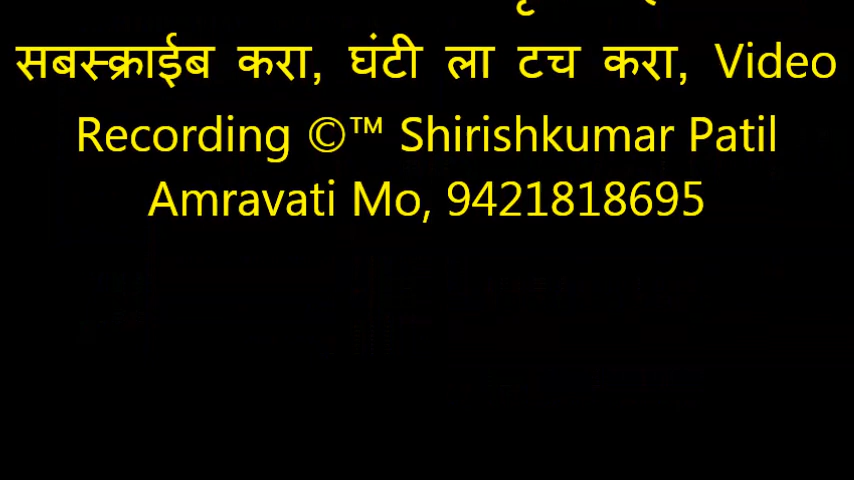 सबस्क्राईब करा, घंटी ला टच करा, Video
Recording ©™ Shirishkumar Patil
Amravati Mo, 9421818695